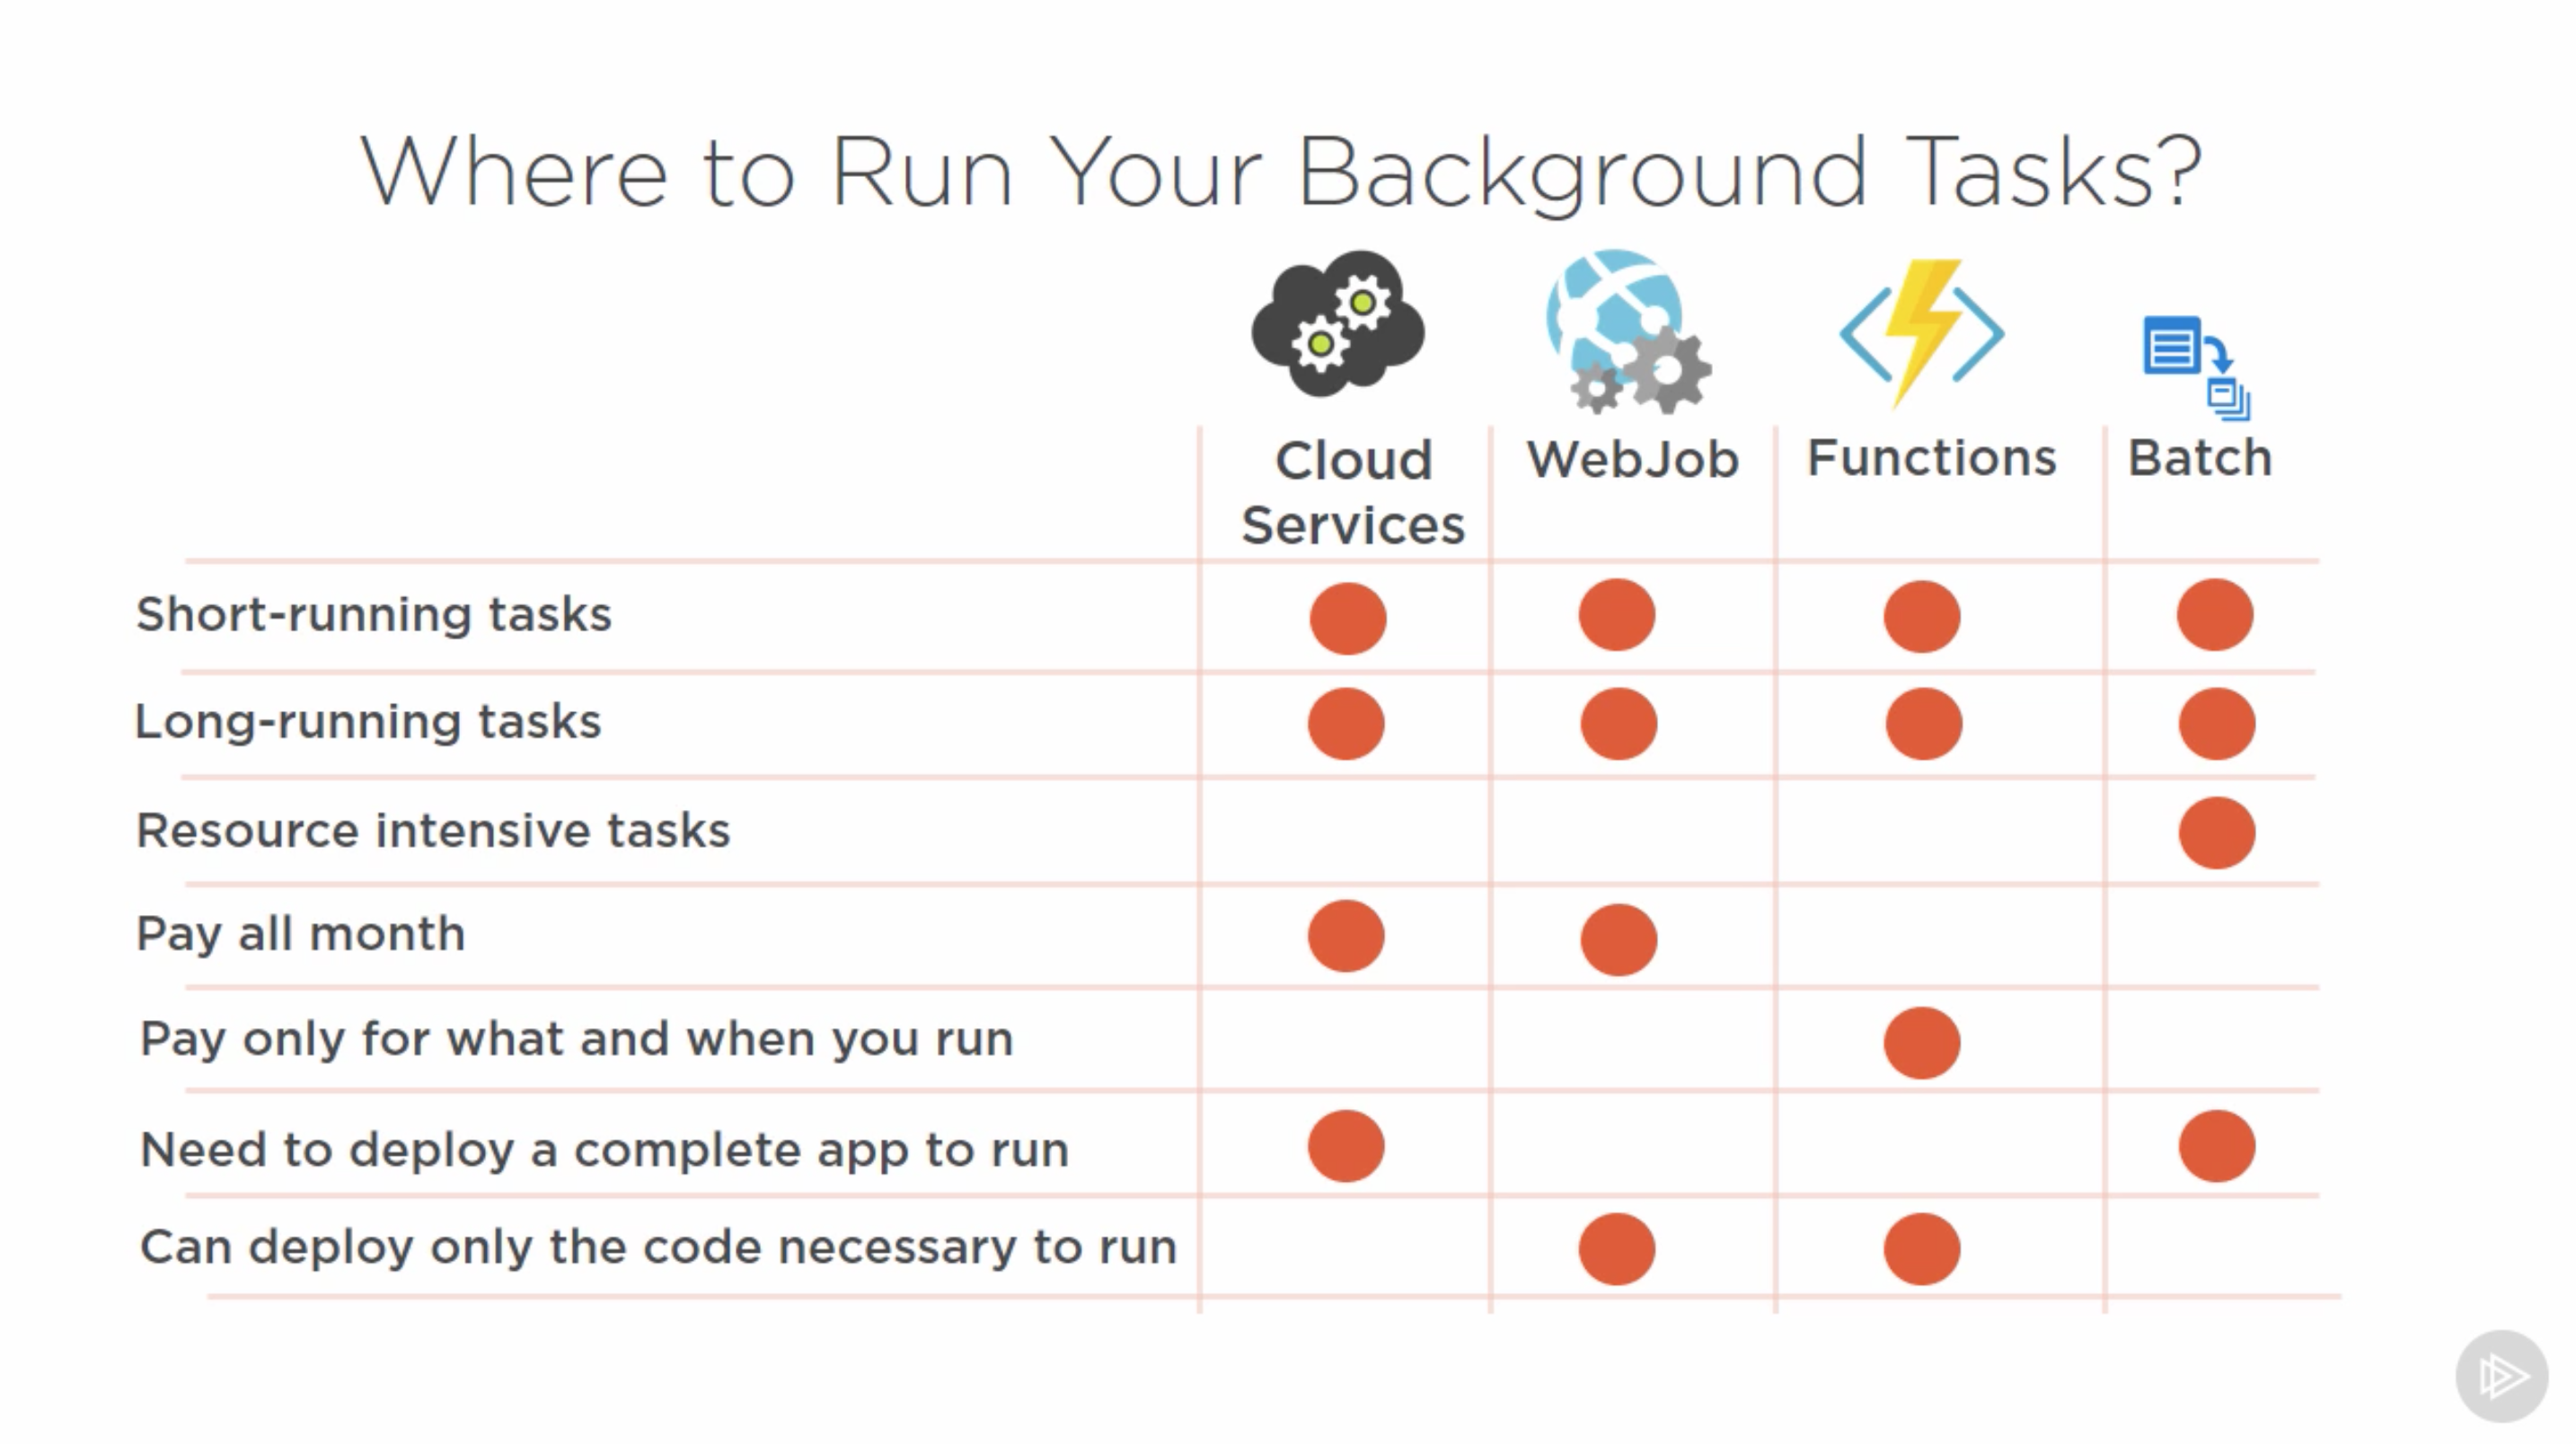 Where to Run Your Background Tasks?
Cloud
Services
WebJob
Functions
Batch
Short-running tasks
Long-running tasks
Resource intensive tasks
Pay all month
Pay only for what and when you run
Need to deploy a complete app to run
Can deploy only the code necessary to run